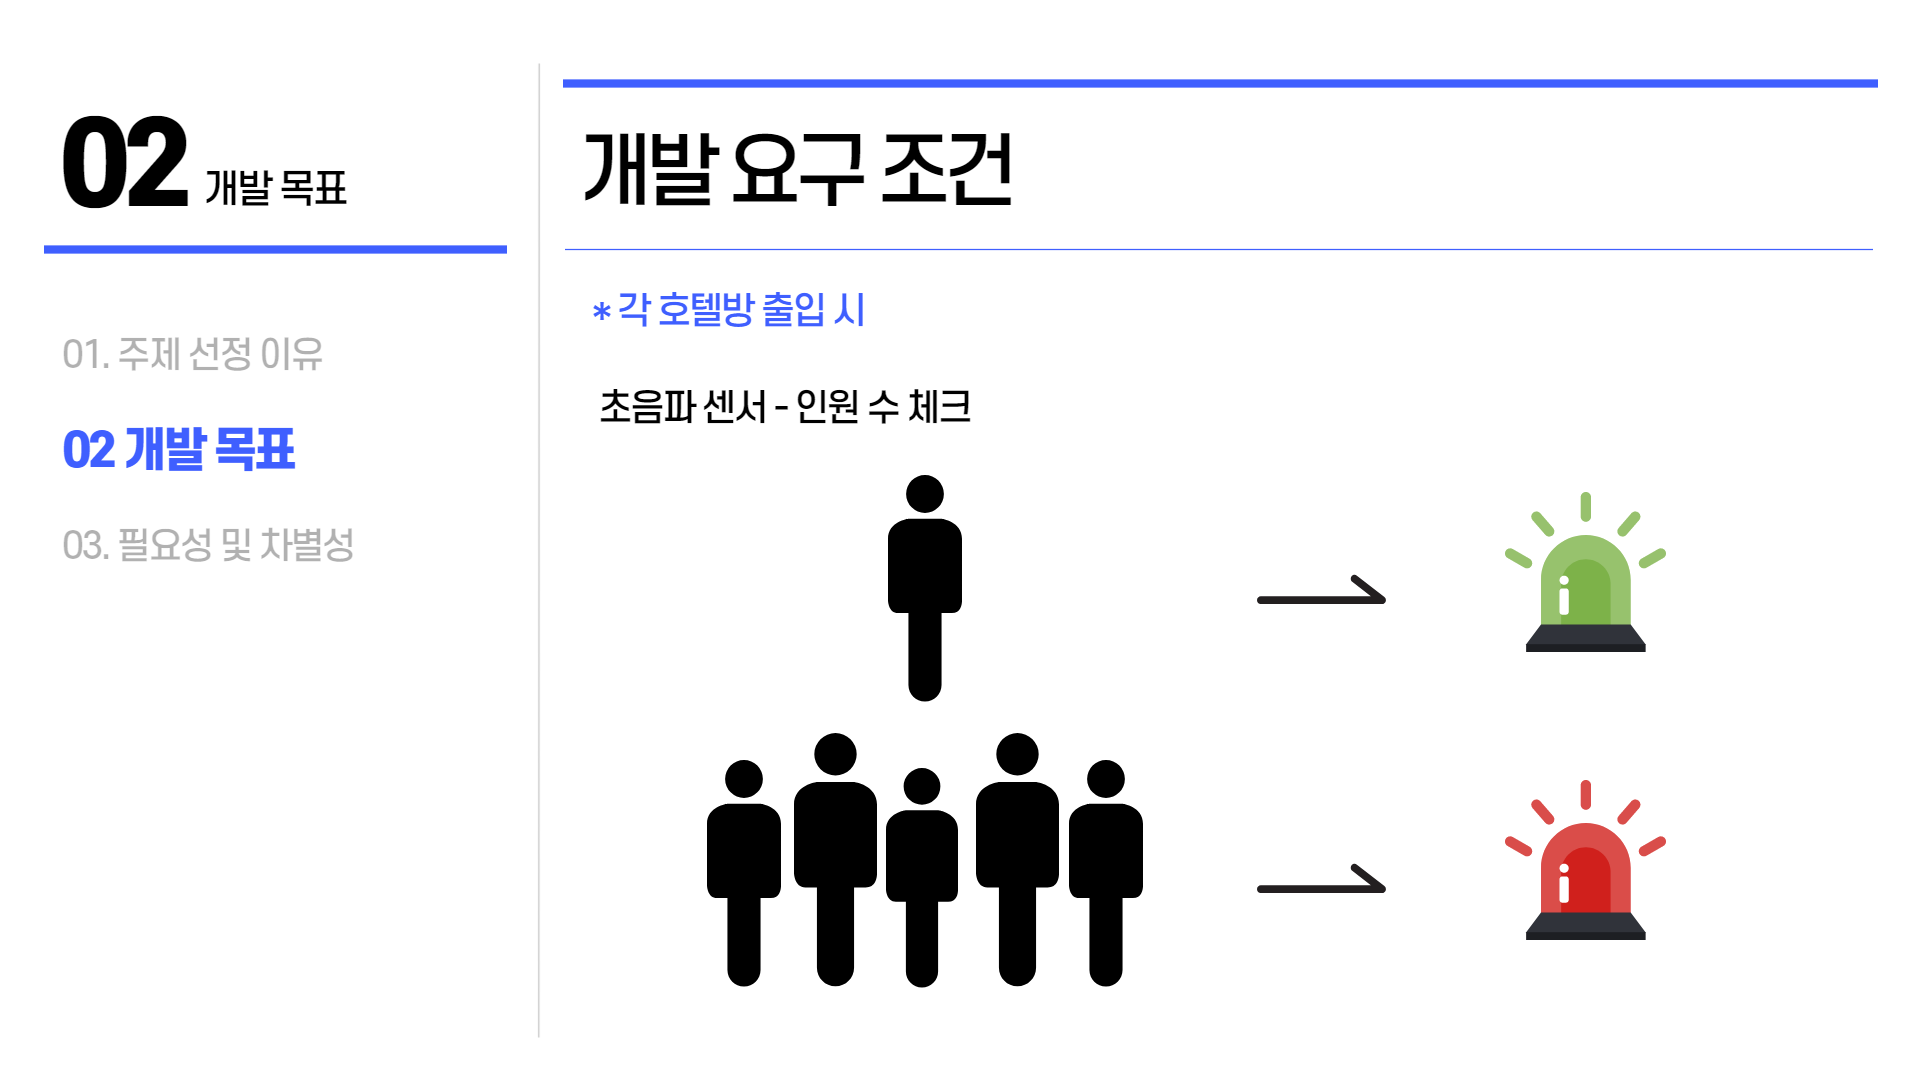 02 개발 목표
01. 주제 선정 이유
02 개발 목표
03. 필요성 및 차별성
개발 요구 조건
* 각 호텔방 출입 시
초음파 센서 - 인원 수 체크